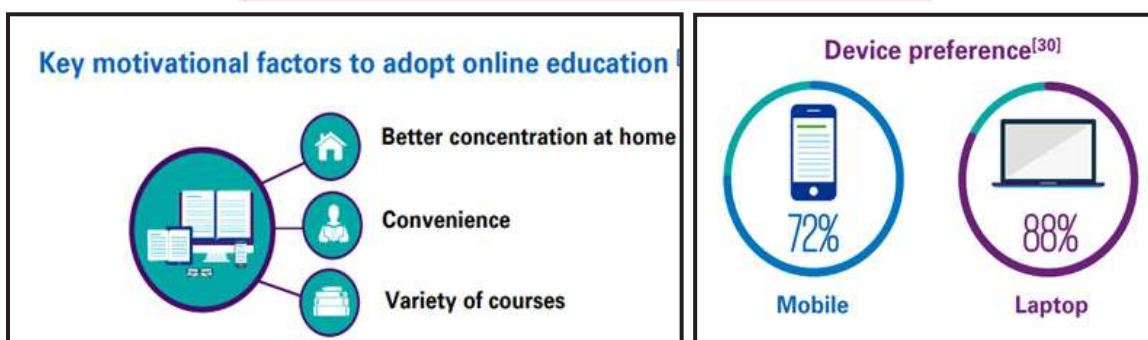 Key motivational factors to adopt online education [
Better concentration at home
Convenience
Variety of courses
Device preference[30]
72%
88%
Mobile
Laptop